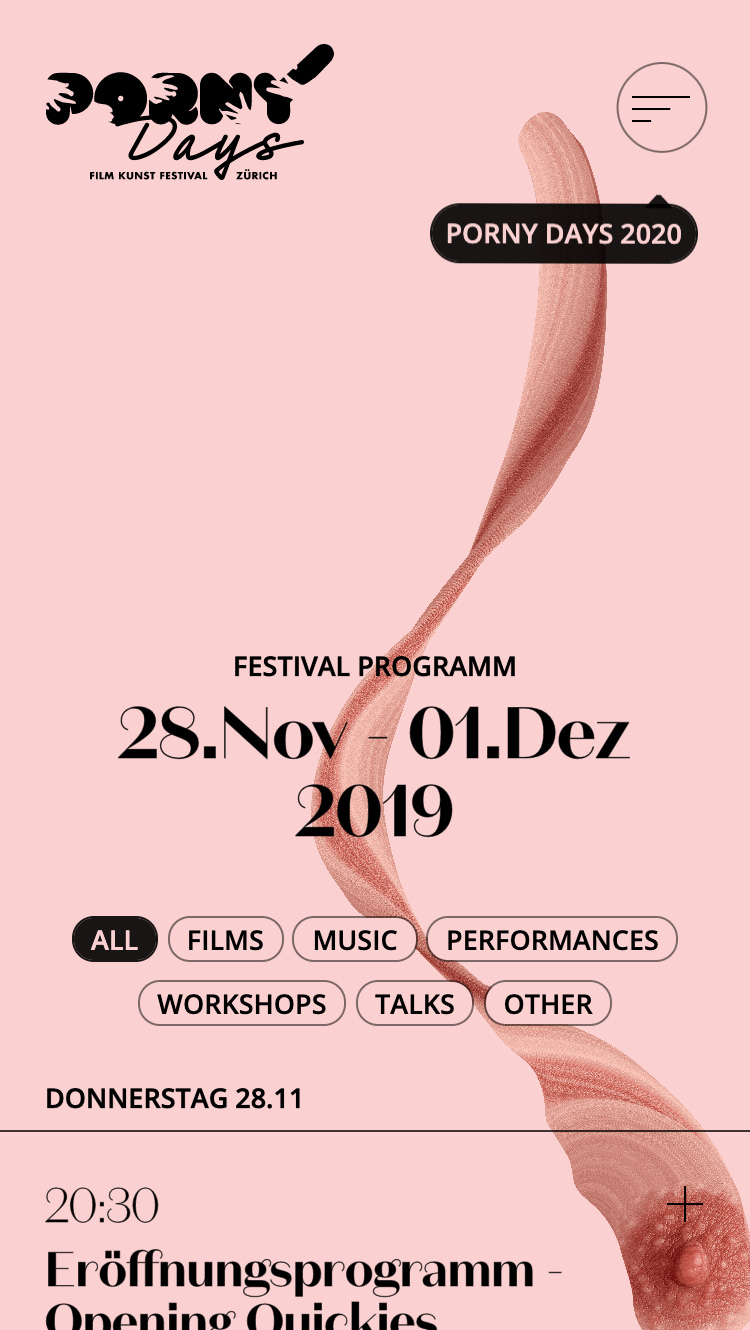 PORNY
Days
FILM KUNST FESTIVAL ZÜRICH
PORNY DAYS 2020
FESTIVAL PROGRAMM
28.Nov - 01.Dez
2019
ALL FILMS MUSIC PERFORMANCES
WORKSHOPS TALKS OTHER
DONNERSTAG 28.11
20:30
Eröffnungsprogramm -
Opening Quickies